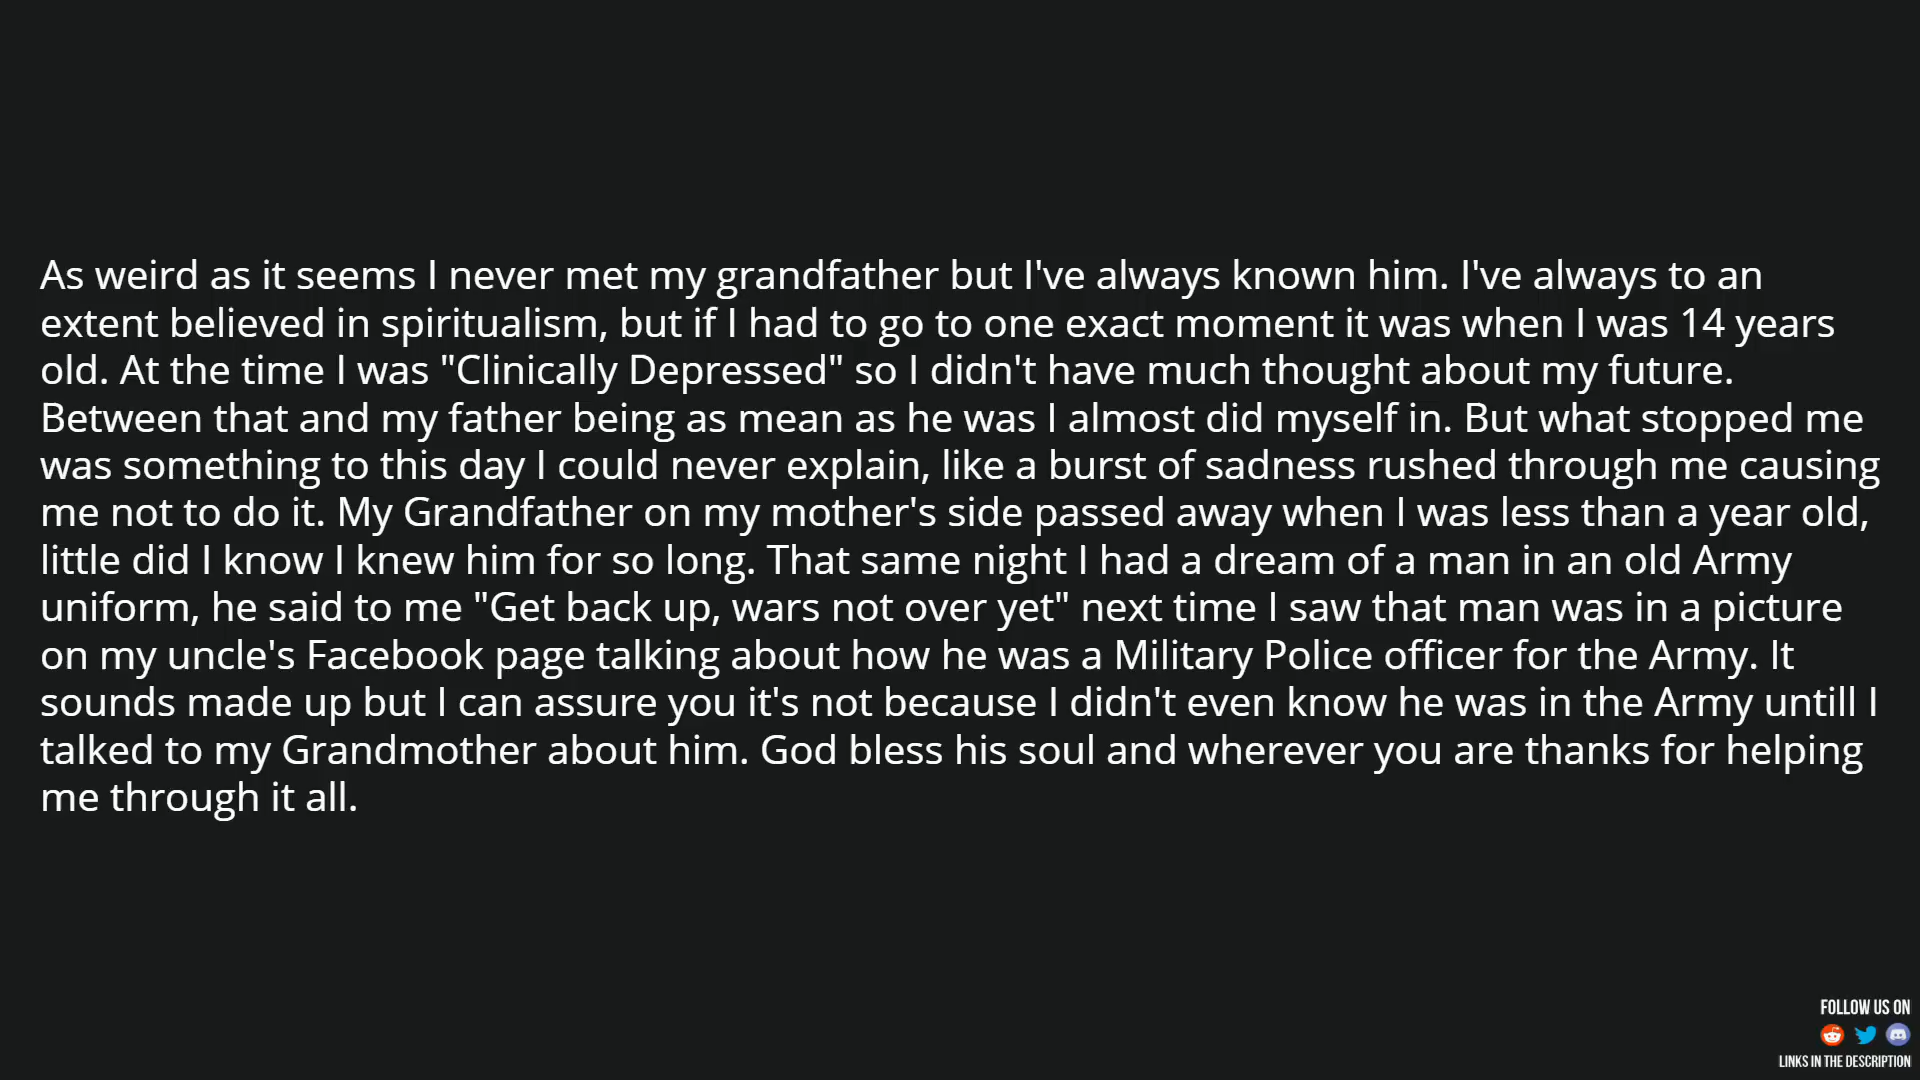 As weird as it seems I never met my grandfather but I've always known him. I've always to an
extent believed in spiritualism, but if I had to go to one exact moment it was when I was 14 years
old. At the time I was "Clinically Depressed" so I didn't have much thought about my future.
Between that and my father being as mean as he was I almost did myself in. But what stopped me
was something to this day I could never explain, like a burst of sadness rushed through me causing
me not to do it. My Grandfather on my mother's side passed away when I was less than a year old,
little did I know I knew him for so long. That same night I had a dream of a man in an old Army
uniform, he said to me "Get back up, wars not over yet" next time I saw that man was in a picture
on my uncle's Facebook page talking about how he was a Military Police officer for the Army. It
sounds made up but I can assure you it's not because I didn't even know he was in the Army untill I
talked to my Grandmother about him. God bless his soul and wherever you are thanks for helping
me through it all.
FOLLOW US ON
LINKS IN THE DESCRIPTION